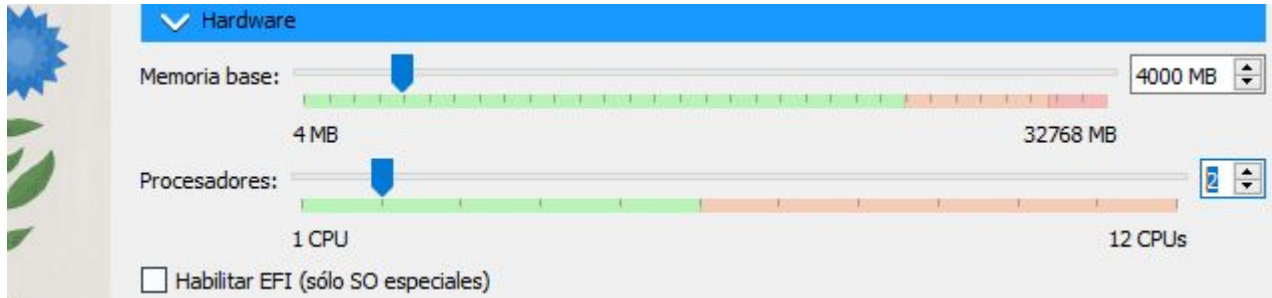 Hardware
Memoria base: 4000 MB
4 MB 32768 MB
Procesadores: 2
1 CPU 12 CPUs
Habilitar EFI (sólo SO especiales)